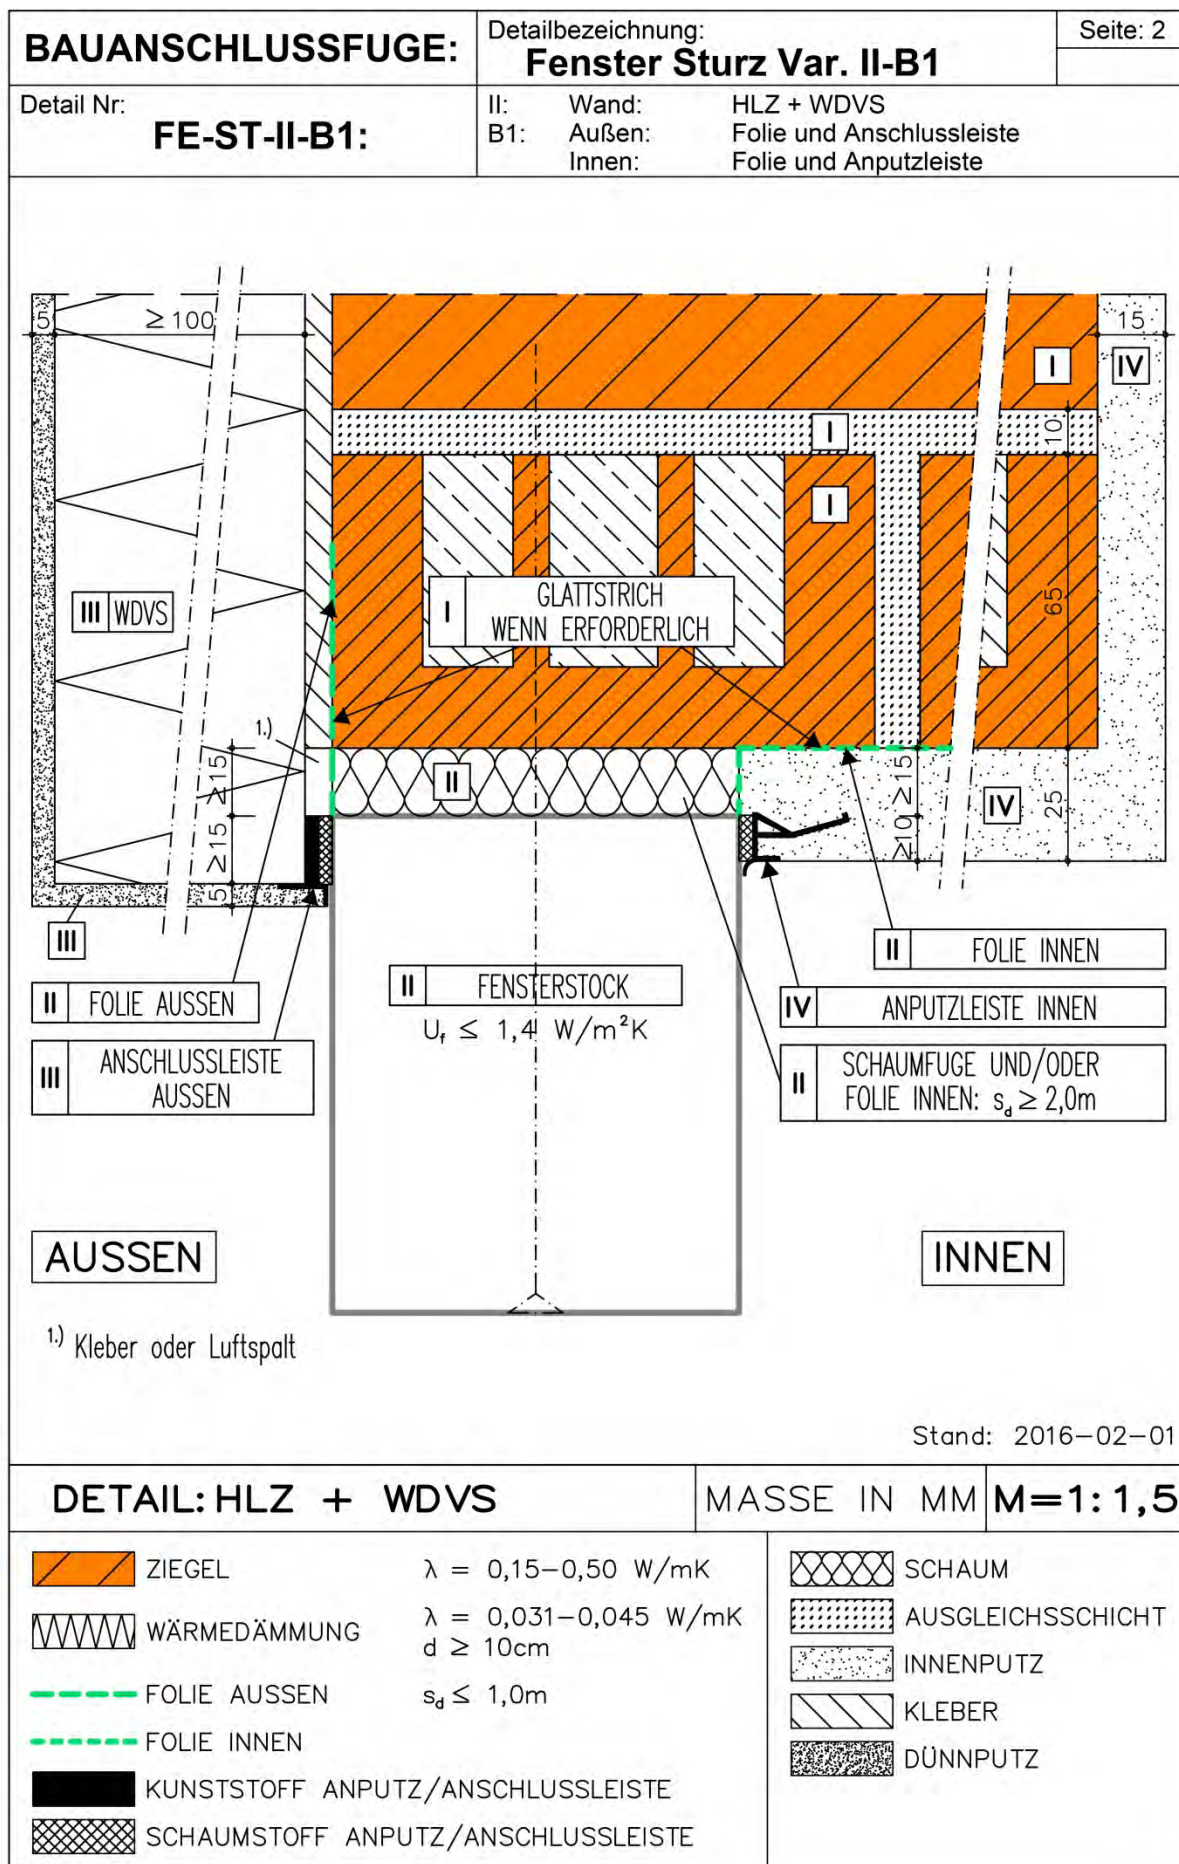 BAUANSCHLUSSFUGE:
Detailbezeichnung:
Fenster Sturz Var. II-B1
Seite: 2
Detail Nr:
FE-ST-II-B1:
II: Wand: HLZ + WDVS
B1: Außen: Folie und Anschlussleiste
Innen: Folie und Anputzleiste
5
≥ 100
15
I
IV
I
10
I
65
I GLATTSTRICH
WENN ERFORDERLICH
III WDVS
1.)
≥15
II
≥15
≥15
≥10
25
IV
5
III
II FOLIE INNEN
II FOLIE AUSSEN
II FENSTERSTOCK
IV ANPUTZLEISTE INNEN
Uf ≤ 1,4 W/m²K
III ANSCHLUSSLEISTE
AUSSEN
II SCHAUMFUGE UND/ODER
FOLIE INNEN: sd ≥ 2,0m
AUSSEN
INNEN
1.) Kleber oder Luftspalt
Stand: 2016-02-01
DETAIL: HLZ + WDVS
MASSE IN MM
M=1:1,5
ZIEGEL λ = 0,15-0,50 W/mK
WÄRMEDÄMMUNG λ = 0,031-0,045 W/mK
d ≥ 10cm
FOLIE AUSSEN sd ≤ 1,0m
FOLIE INNEN
KUNSTSTOFF ANPUTZ/ANSCHLUSSLEISTE
SCHAUMSTOFF ANPUTZ/ANSCHLUSSLEISTE
SCHAUM
AUSGLEICHSSCHICHT
INNENPUTZ
KLEBER
DÜNNPUTZ